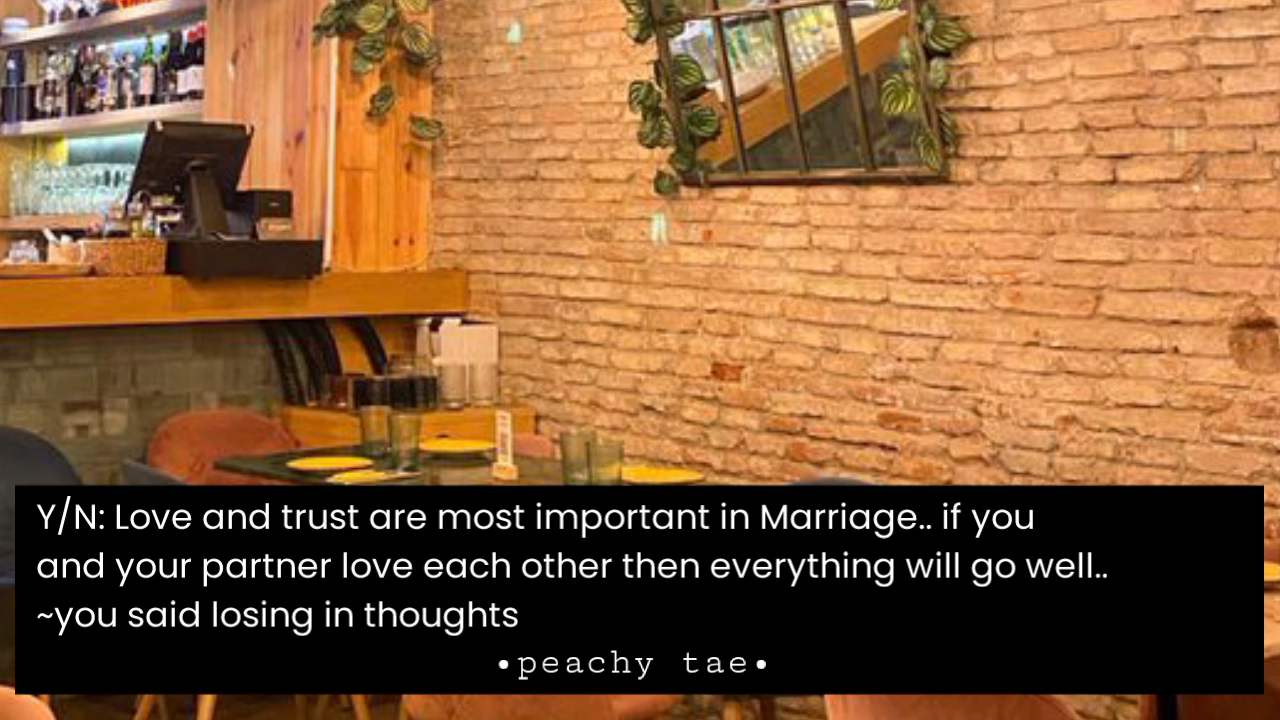 Y/N: Love and trust are most important in Marriage.. if you
and your partner love each other then everything will go well..
~you said losing in thoughts
•peachy tae•